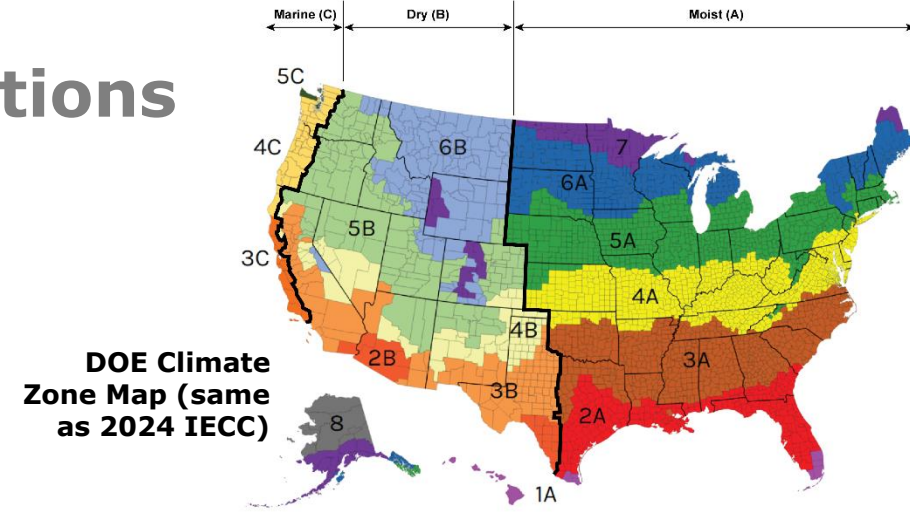 Marine (C) Dry (B) Moist (A)
tions
5C
4C
6B
7
6A
5B
5A
3C
4A
4B
3A
2B
3B
2A
DOE Climate
Zone Map (same
as 2024 IECC)
8
1A